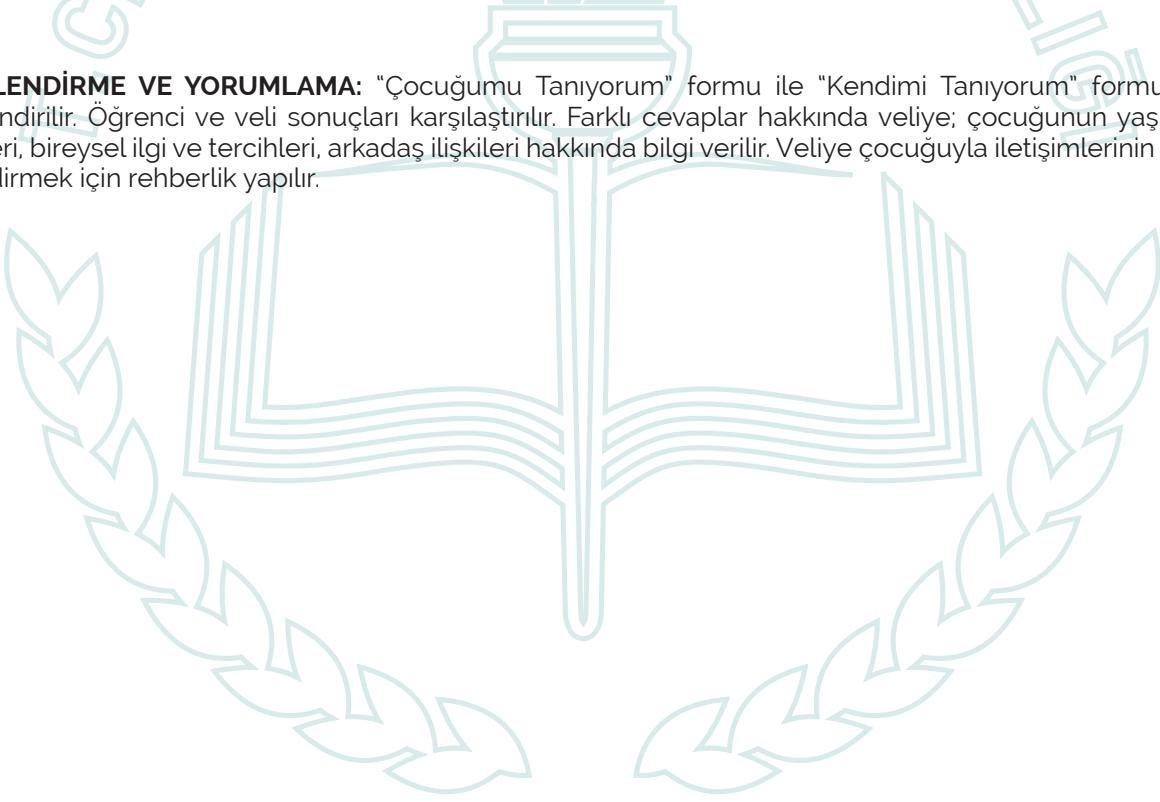 LENDİRME VE YORUMLAMA: “Çocuğumu Tanıyorum” formu ile “Kendimi Tanıyorum” formu
ndirilir. Öğrenci ve veli sonuçları karşılaştırılır. Farklı cevaplar hakkında veliye; çocuğunun yaş
eri, bireysel ilgi ve tercihleri, arkadaş ilişkileri hakkında bilgi verilir. Veliye çocuğuyla iletişimlerinin
dirmek için rehberlik yapılır.